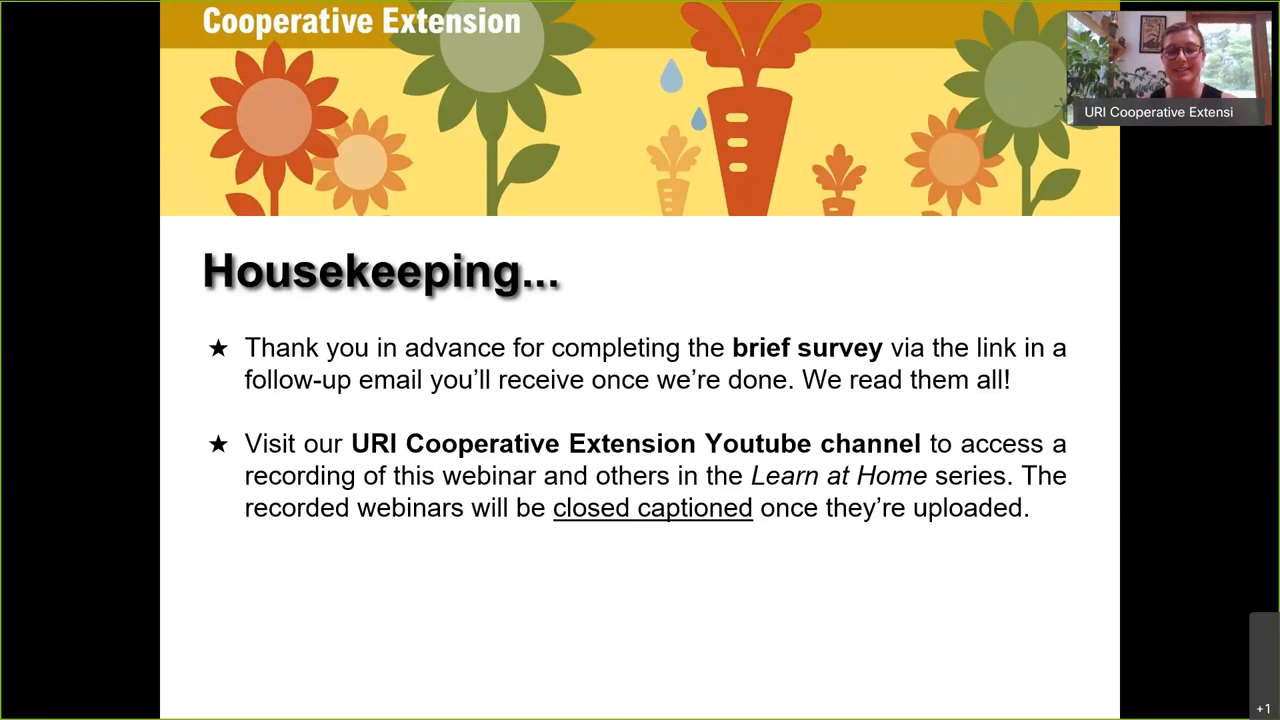 Cooperative Extension
URI Cooperative Extensi
Housekeeping...
★ Thank you in advance for completing the brief survey via the link in a
follow-up email you'll receive once we're done. We read them all!
★ Visit our URI Cooperative Extension Youtube channel to access a
recording of this webinar and others in the Learn at Home series. The
recorded webinars will be closed captioned once they're uploaded.
+1